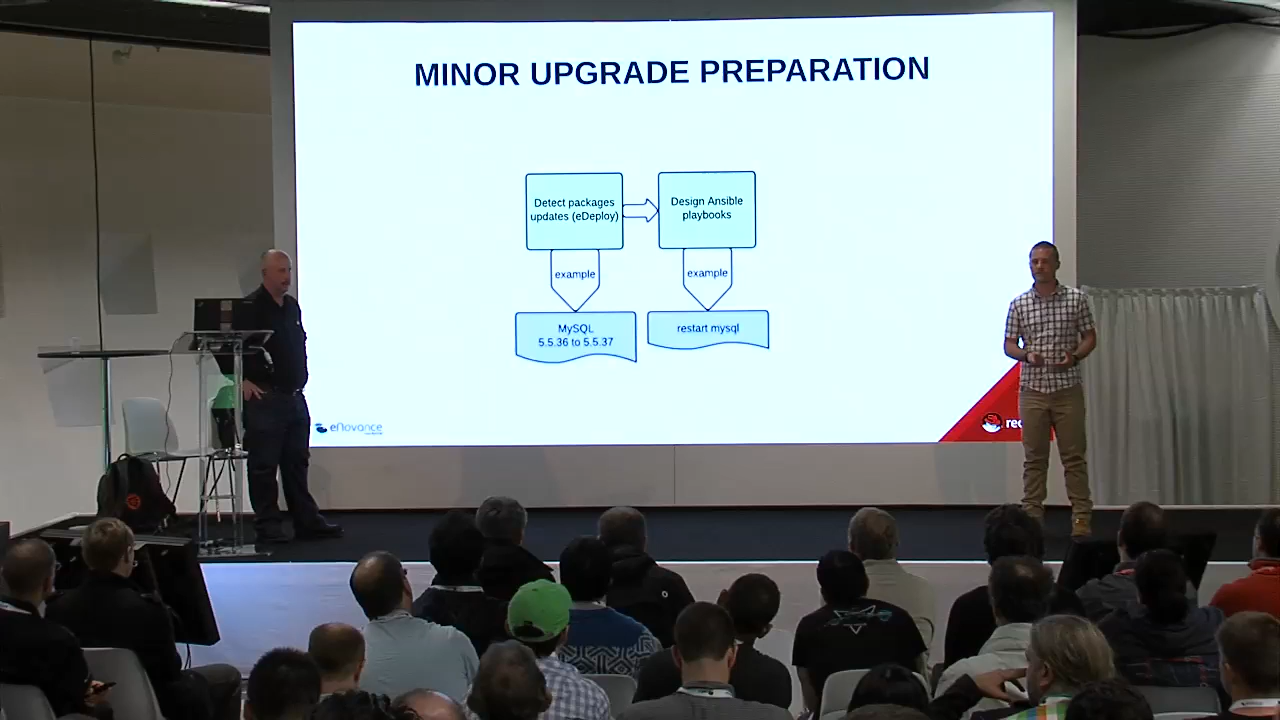 MINOR UPGRADE PREPARATION
Detect packages
updates (eDeploy)
Design Ansible
playbooks
example
example
MySQL
5.5.36 to 5.5.37
restart mysql
eNovance